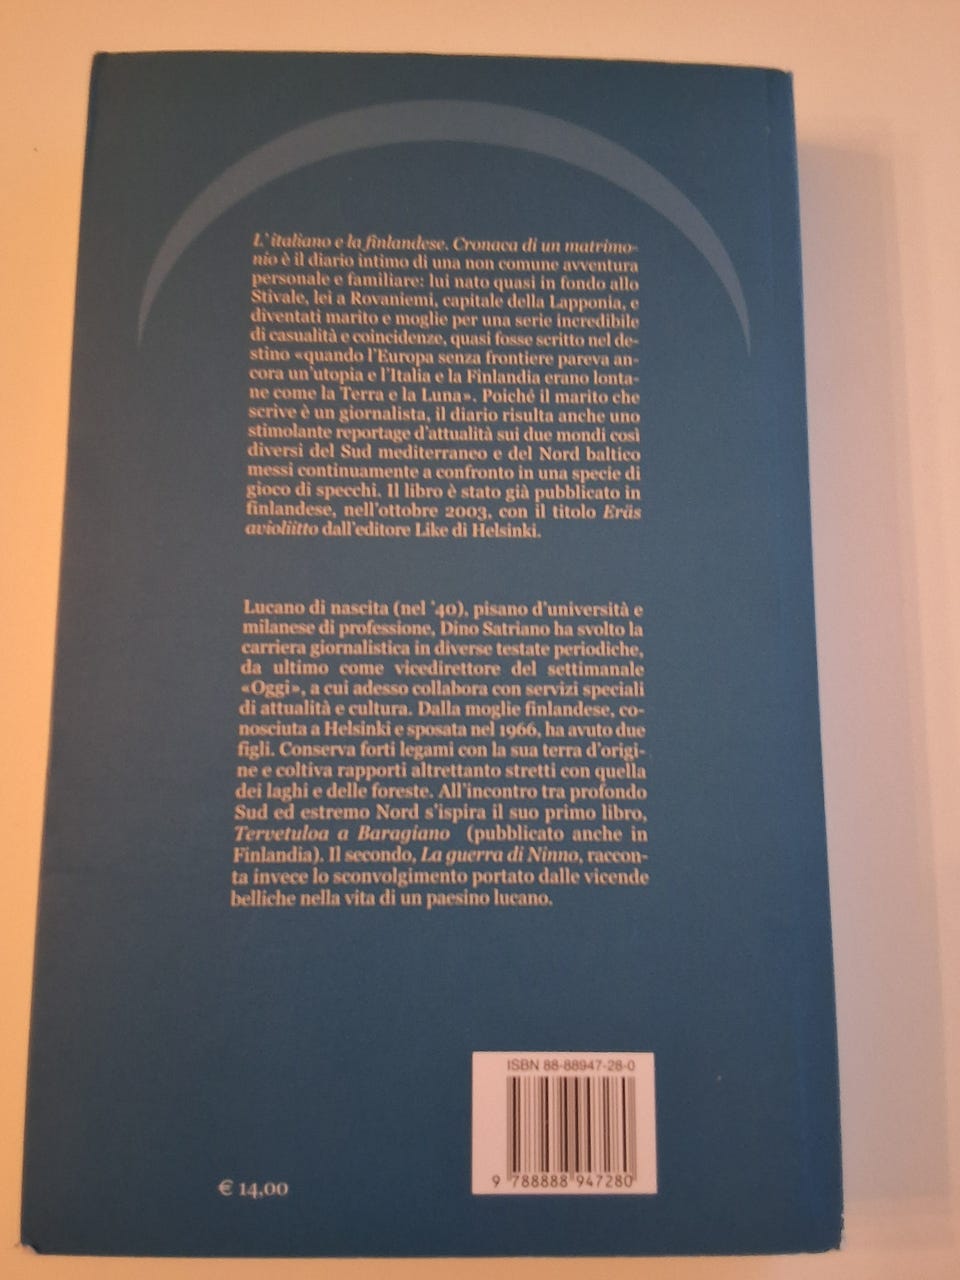 L'italiano e la finlandese. Cronaca di un matrimo-
nio è il diario intimo di una non comune avventura
personale e familiare: lui nato quasi in fondo allo
Stivale, lei a Rovaniemi, capitale della Lapponia, e
diventati marito e moglie per una serie incredibile
di casualità e coincidenze, quasi fosse scritto nel de-
stino «quando l'Europa senza frontiere pareva an-
cora un'utopia e l'Italia e la Finlandia erano lonta-
ne come la Terra e la Luna». Poiché il marito che
scrive è un giornalista, il diario risulta anche uno
stimolante reportage d'attualità sui due mondi così
diversi del Sud mediterraneo e del Nord baltico
messi continuamente a confronto in una specie di
gioco di specchi. Il libro è stato già pubblicato in
finlandese, nell'ottobre 2003, con il titolo Eräs
avioliitto dall'editore Like di Helsinki.
Lucano di nascita (nel '40), pisano d'università e
milanese di professione, Dino Satriano ha svolto la
carriera giornalistica in diverse testate periodiche,
da ultimo come vicedirettore del settimanale
«Oggi», a cui adesso collabora con servizi speciali
di attualità e cultura. Dalla moglie finlandese, co-
nosciuta a Helsinki e sposata nel 1966, ha avuto due
figli. Conserva forti legami con la sua terra d'origi-
ne e coltiva rapporti altrettanto stretti con quella
dei laghi e delle foreste. All'incontro tra profondo
Sud ed estremo Nord s'ispira il suo primo libro,
Tervetuloa a Baragiano (pubblicato anche in
Finlandia). Il secondo, La guerra di Ninno, raccon-
ta invece lo sconvolgimento portato dalle vicende
belliche nella vita di un paesino lucano.
ISBN 88-88947-28-0
9 788888 947280
€ 14,00